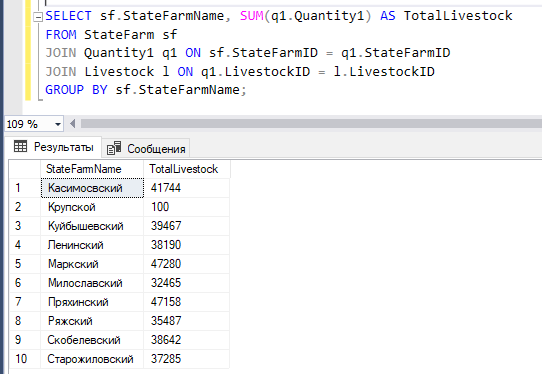 SELECT sf.StateFarmName, SUM(q1.Quantity1) AS TotalLivestock
FROM StateFarm sf
JOIN Quantity1 q1 ON sf.StateFarmID = q1.StateFarmID
JOIN Livestock l ON q1.LivestockID = l.LivestockID
GROUP BY sf.StateFarmName;
109 %
Результаты Сообщения
StateFarmName TotalLivestock
1 Касимосвский 41744
2 Крупской 100
3 Куйбышевский 39467
4 Ленинский 38190
5 Маркский 47280
6 Милославский 32465
7 Пряхинский 47158
8 Ряжский 35487
9 Скобелевский 38642
10 Старожиловский 37285